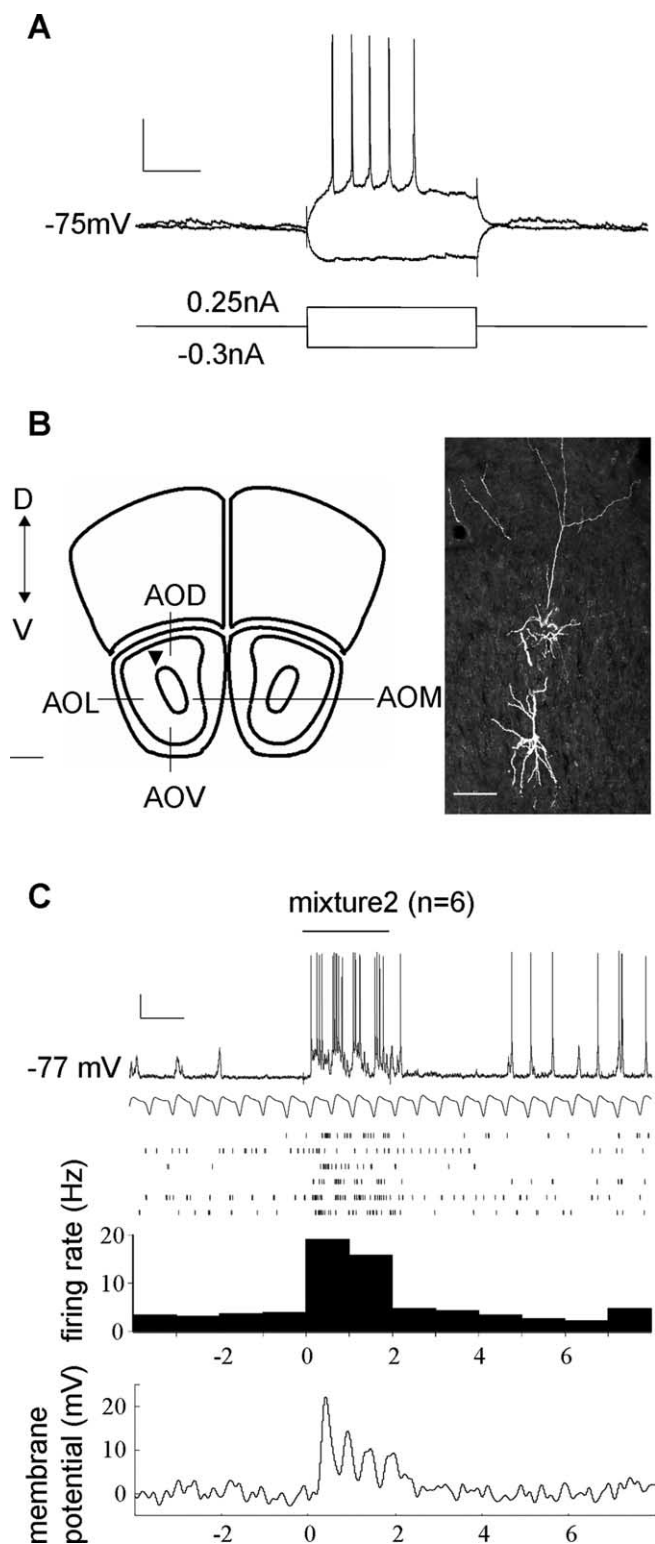 A
-75mV
0.25nA
-0.3nA
B
D
V
AOD
AOL
AOM
AOV
C
mixture2 (n=6)
-77 mV
firing rate (Hz)
20
10
0
-2 0 2 4 6
membrane
potential (mV)
20
10
0
-2 0 2 4 6 8